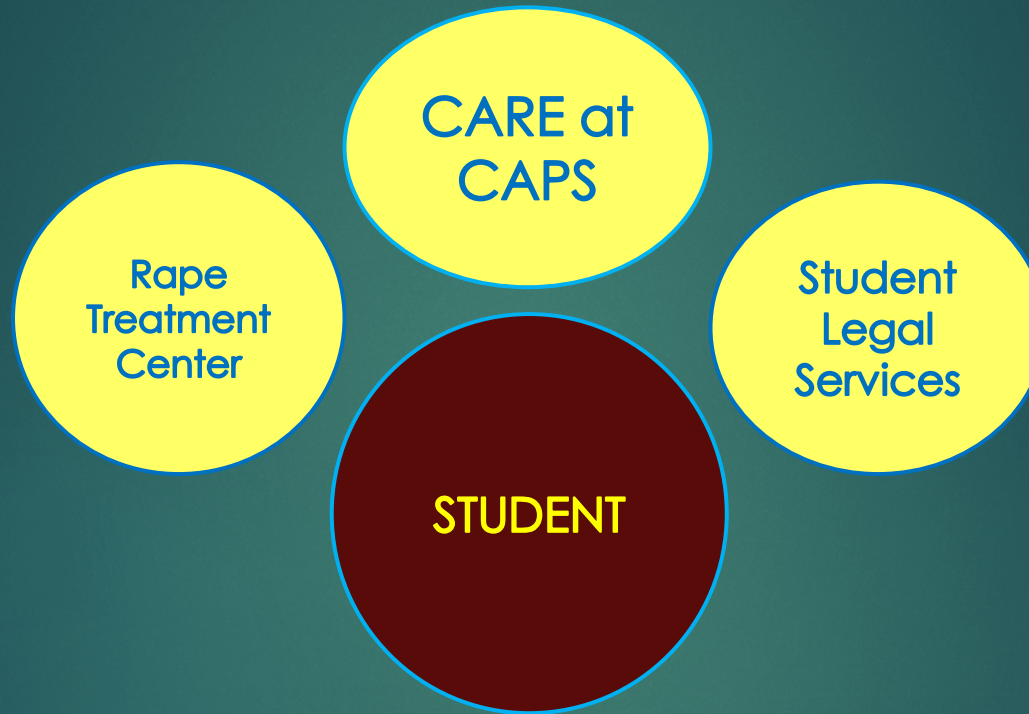 CARE at
CAPS
Rape
Treatment
Center
Student
Legal
Services
STUDENT